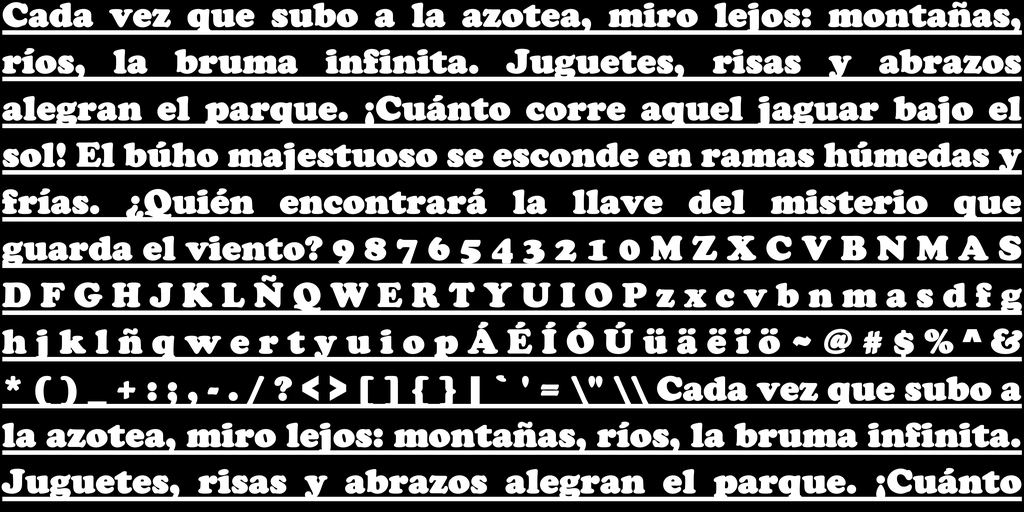 Cada vez que subo a la azotea, miro lejos: montañas,
ríos, la bruma infinita. Juguetes, risas y abrazos
alegran el parque. ¡Cuánto corre aquel jaguar bajo el
sol! El búho majestuoso se esconde en ramas húmedas y
frías. ¿Quién encontrará la llave del misterio que
guarda el viento? 9 8 7 6 5 4 3 2 1 0 M Z X C V B N M A S
D F G H J K L Ñ Q W E R T Y U I O P z x c v b n m a s d f g
h j k l ñ q w e r t y u i o p Á É Í Ó Ú ü ä ë ï ö ~ @ # $ % ^ &
* ( ) _ + : ; , - . / ? < > [ ] { } | ` ' = \" \\ Cada vez que subo a
la azotea, miro lejos: montañas, ríos, la bruma infinita.
Juguetes, risas y abrazos alegran el parque. ¡Cuánto